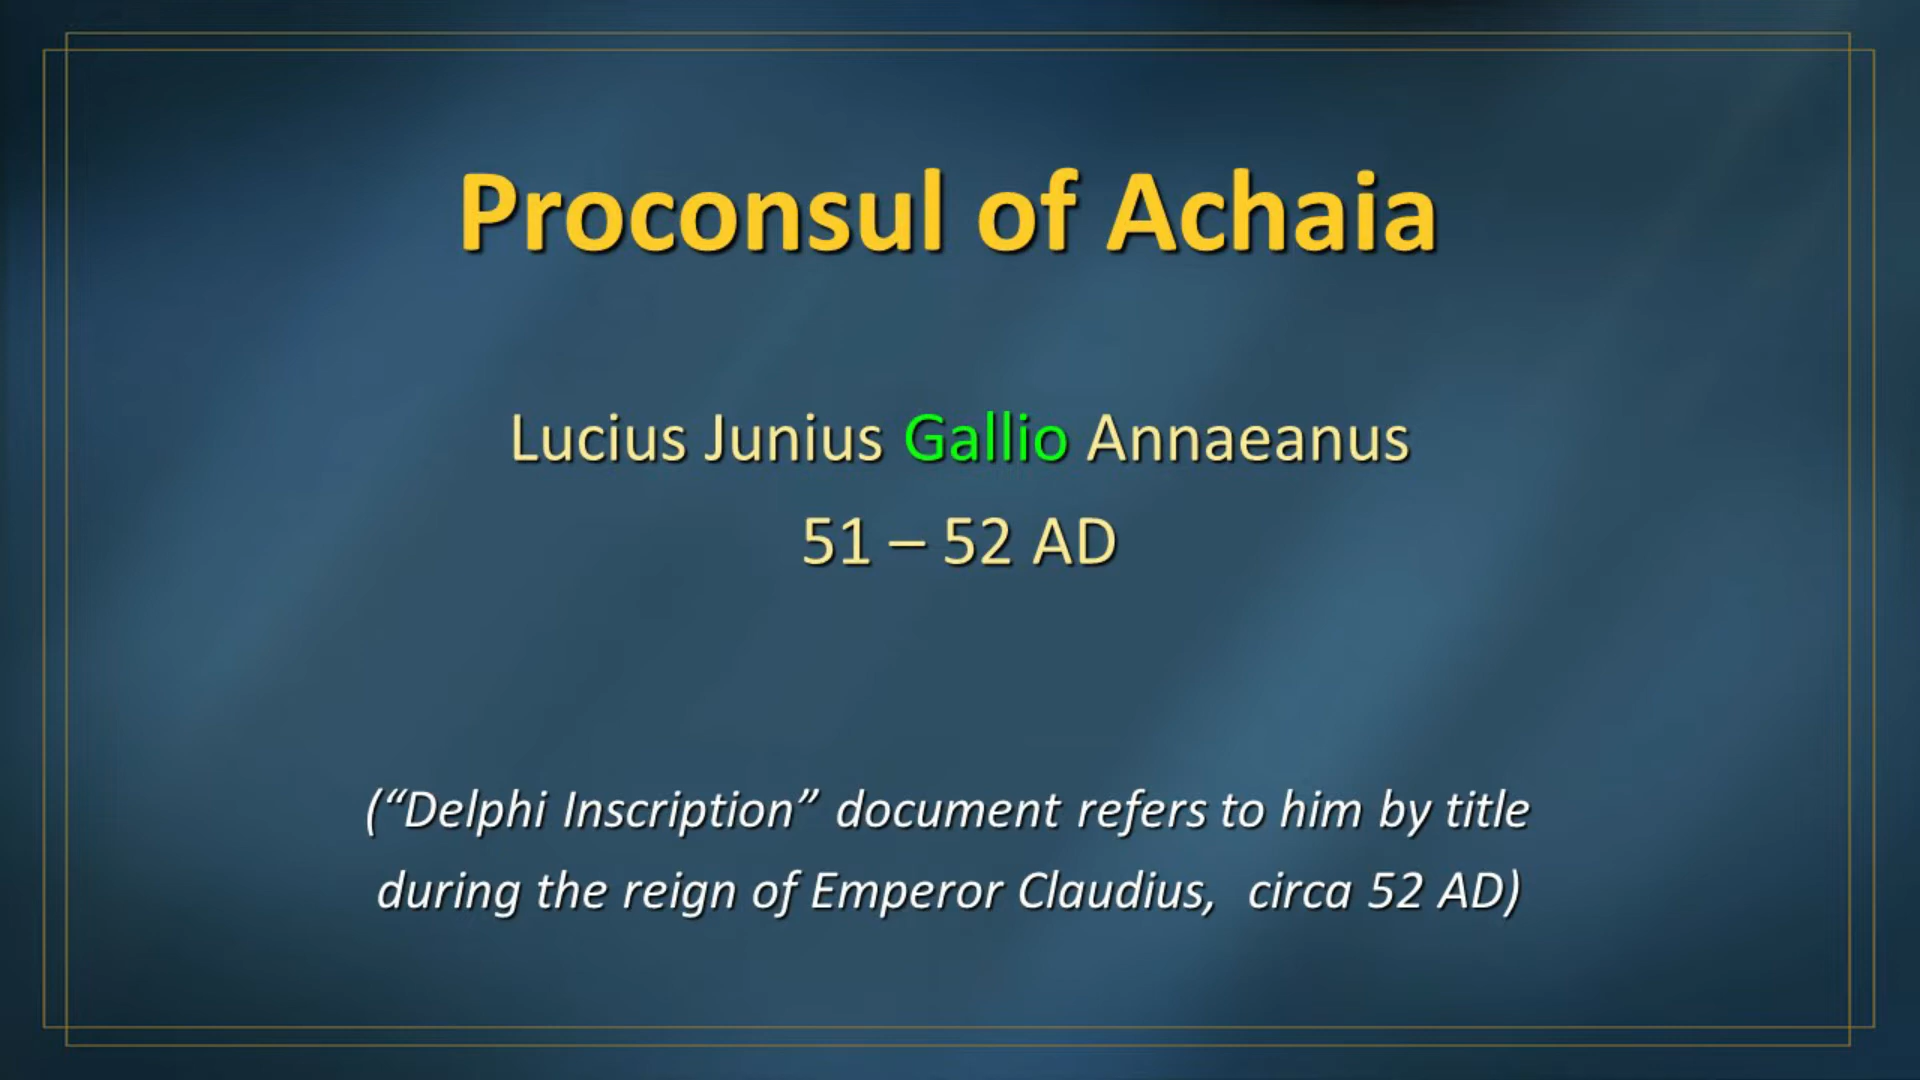 Proconsul of Achaia
Lucius Junius Gallio Annaeanus
51 – 52 AD
(“Delphi Inscription” document refers to him by title
during the reign of Emperor Claudius,  circa 52 AD)